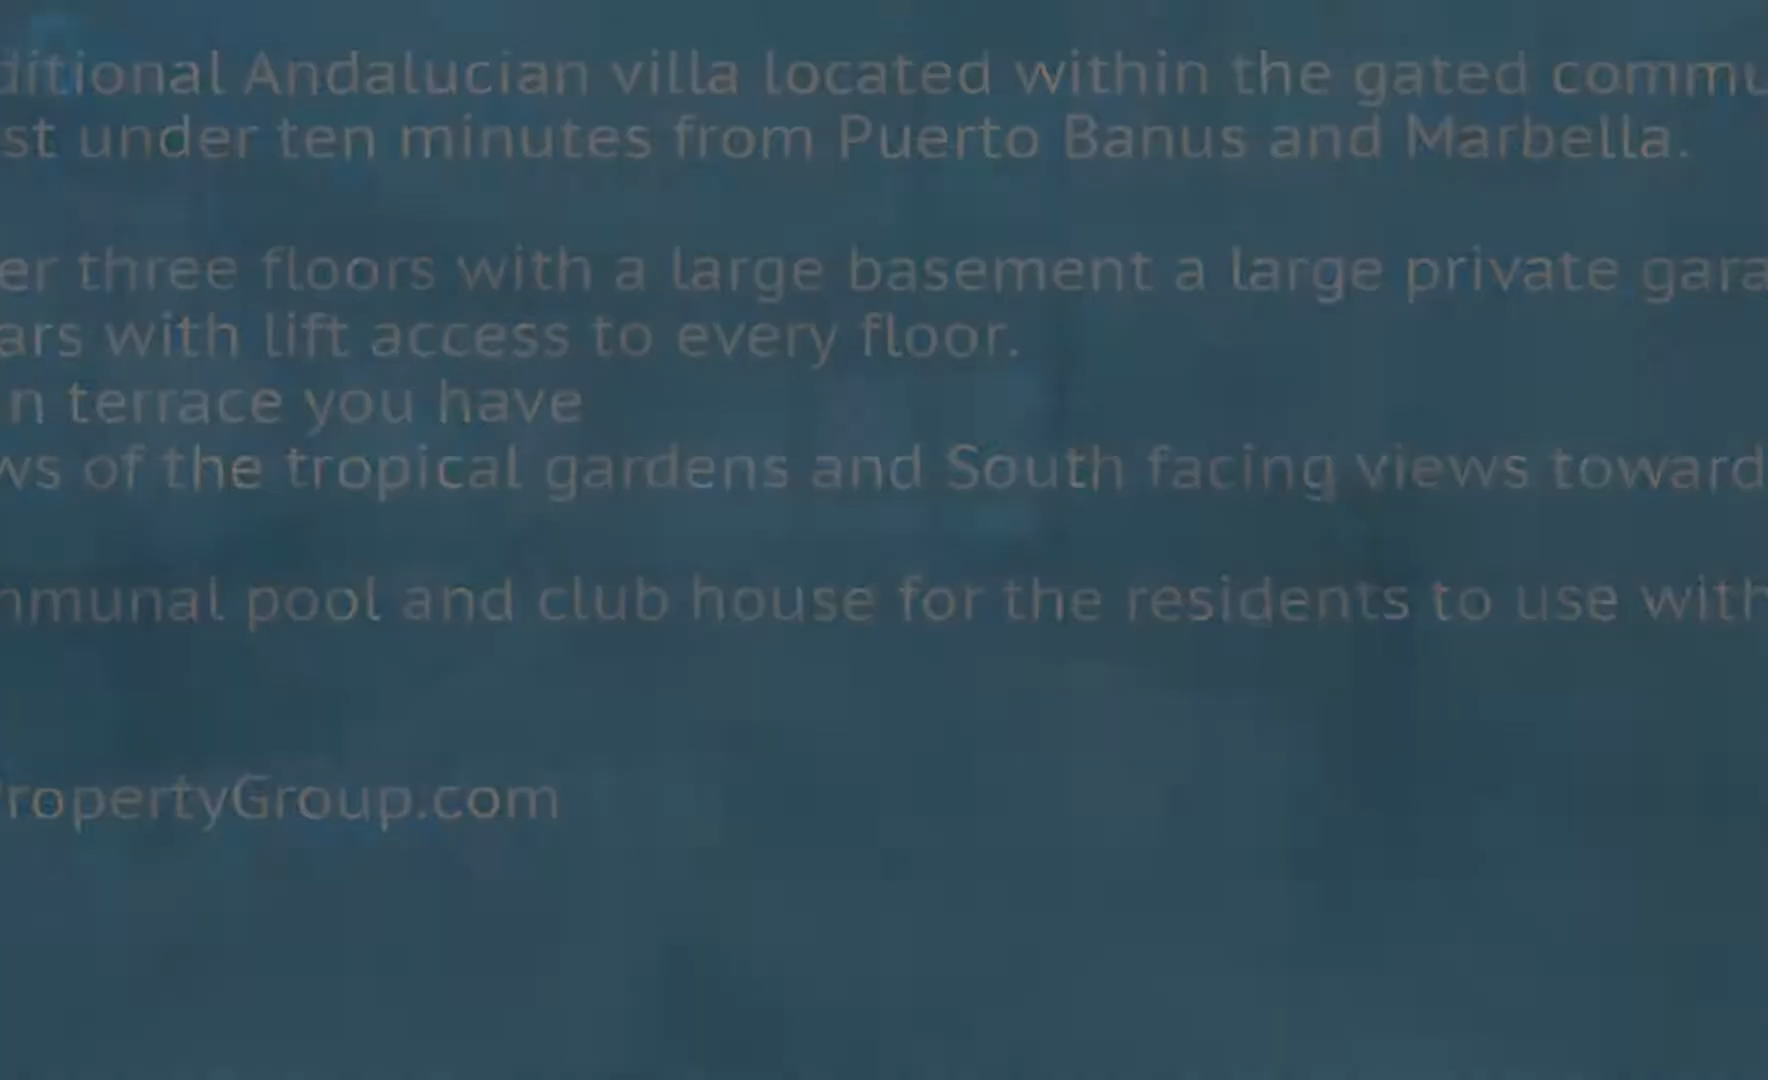 ditional Andalucian villa located within the gated commu
st under ten minutes from Puerto Banus and Marbella.
er three floors with a large basement a large private gara
ars with lift access to every floor.
n terrace you have
ws of the tropical gardens and South facing views toward
mmunal pool and club house for the residents to use with
PropertyGroup.com